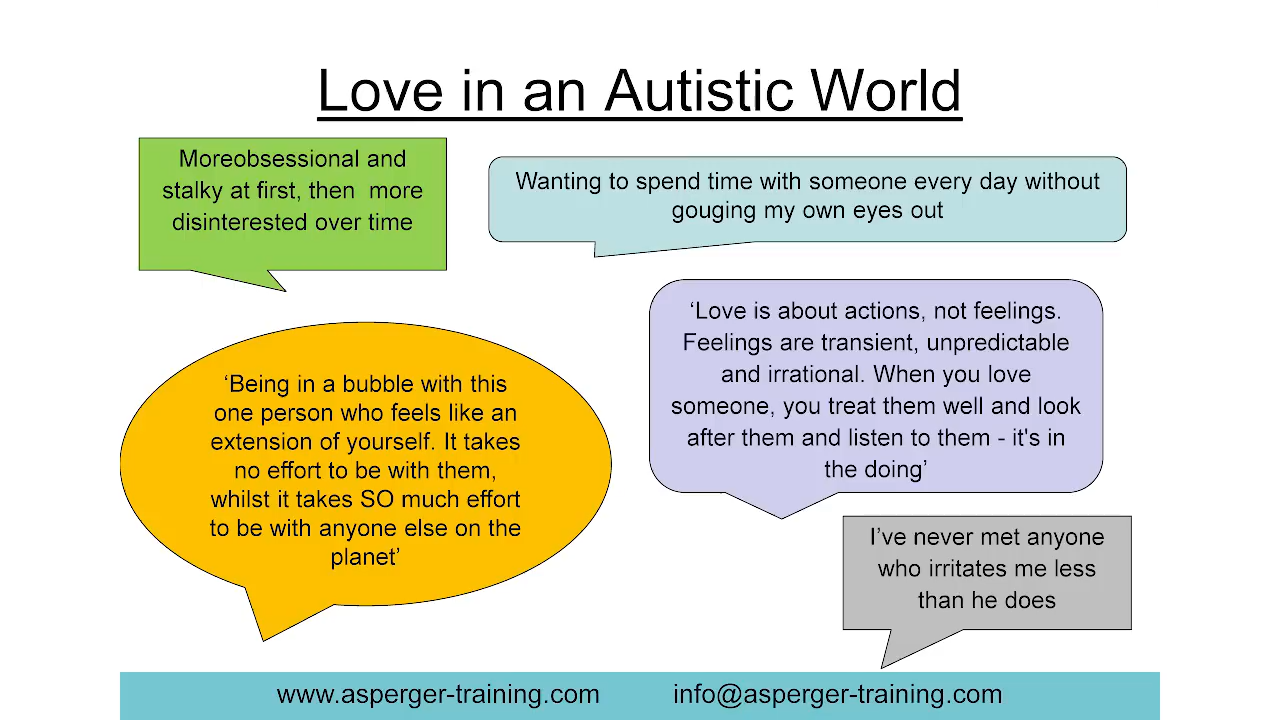 Love in an Autistic World
Moreobsessional and
stalky at first, then  more
disinterested over time
Wanting to spend time with someone every day without
gouging my own eyes out
‘Love is about actions, not feelings.
Feelings are transient, unpredictable
and irrational. When you love
someone, you treat them well and look
after them and listen to them - it's in
the doing’
‘Being in a bubble with this
one person who feels like an
extension of yourself. It takes
no effort to be with them,
whilst it takes SO much effort
to be with anyone else on the
planet’
I’ve never met anyone
who irritates me less
than he does
www.asperger-training.com info@asperger-training.com